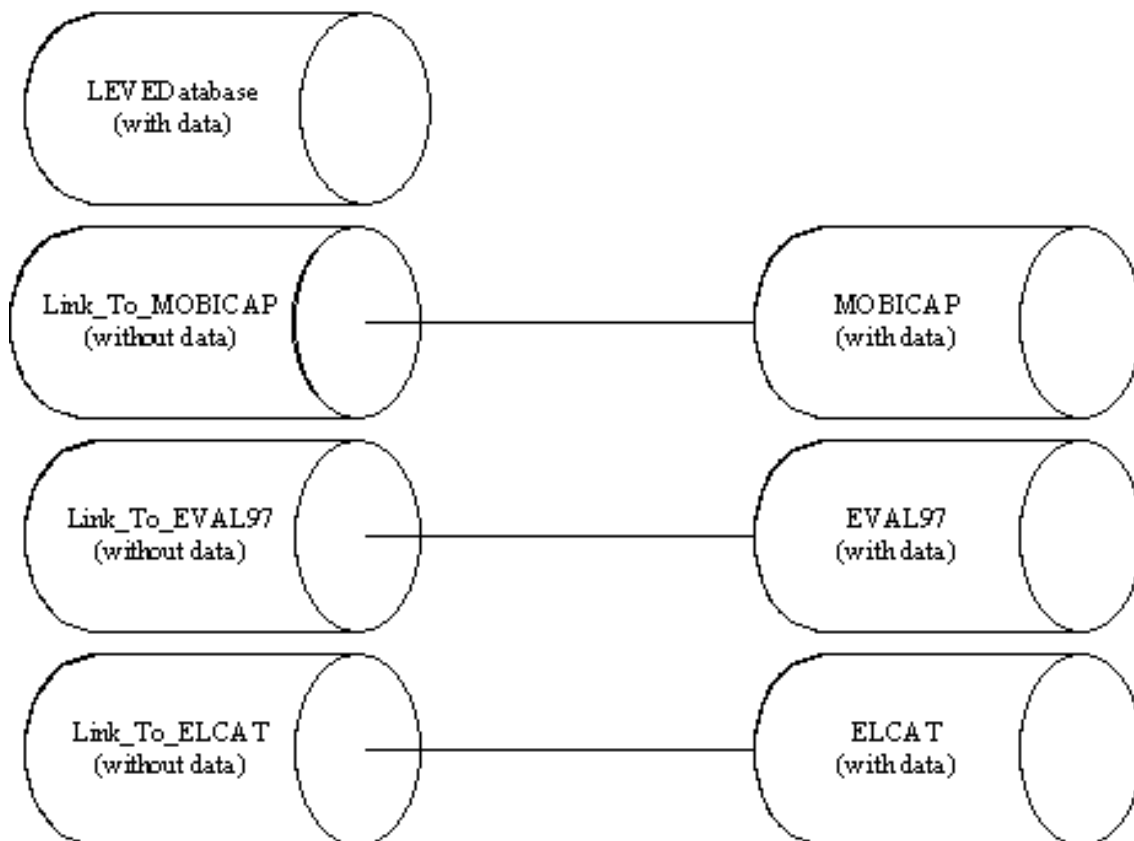 LEVEDatabase
(with data)
Link_To_MOBICAP
(without data)
MOBICAP
(with data)
Link_To_EVAL97
(without data)
EVAL97
(with data)
Link_To_ELCAT
(without data)
ELCAT
(with data)